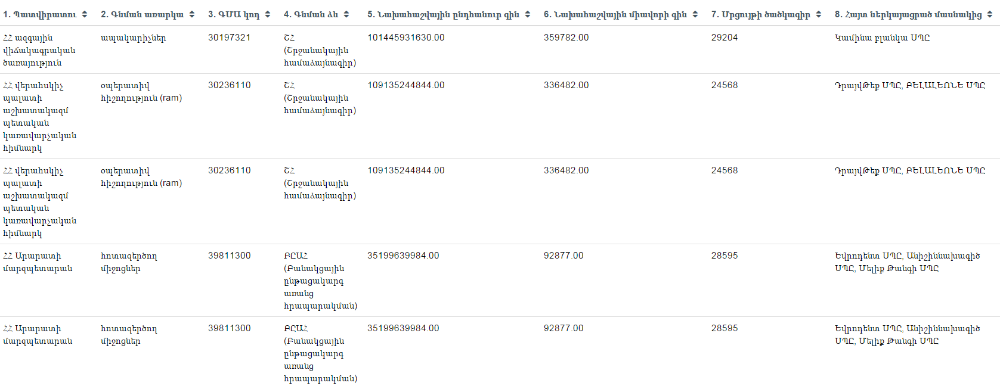 1. Պատվիրատու 2. Գնման առարկա 3. ԳՄԱ կոդ 4. Գնման ձև 5. Նախահաշվային ընդհանուր գին 6. Նախահաշվային միավորի գին 7. Մրցույթի ծածկագիր 8. Հայտ ներկայացրած մասնակից
ՀՀ ազգային ապակարիչներ 30197321 ՇՀ 101445931630.00 359782.00 29204 Կամինա բլանկա ՍՊԸ
վիճակագրական (Շրջանակային
ծառայություն համաձայնագիր)
ՀՀ վերահսկիչ օպերատիվ 30236110 ՇՀ 109135244844.00 336482.00 24568 ԴրայվԹեք ՍՊԸ, ԲԵԼԱԼԵՈՆԵ ՍՊԸ
պալատի հիշողություն (ram) (Շրջանակային
աշխատակազմ համաձայնագիր)
պետական
կառավարչական
հիմնարկ
ՀՀ վերահսկիչ օպերատիվ 30236110 ՇՀ 109135244844.00 336482.00 24568 ԴրայվԹեք ՍՊԸ, ԲԵԼԱԼԵՈՆԵ ՍՊԸ
պալատի հիշողություն (ram) (Շրջանակային
աշխատակազմ համաձայնագիր)
պետական
կառավարչական
հիմնարկ
ՀՀ Արարատի հոտազերծող 39811300 ԲԸԱՀ 35199639984.00 92877.00 28595 Եվրոդենտ ՍՊԸ, Անիշիննախագիծ
մարզպետարան միջոցներ (Բանակցային ՍՊԸ, Մելիք Թանգի ՍՊԸ
ընթացակարգ
առանց
հրապարակման)
ՀՀ Արարատի հոտազերծող 39811300 ԲԸԱՀ 35199639984.00 92877.00 28595 Եվրոդենտ ՍՊԸ, Անիշիննախագիծ
մարզպետարան միջոցներ (Բանակցային ՍՊԸ, Մելիք Թանգի ՍՊԸ
ընթացակարգ
առանց
հրապարակման)